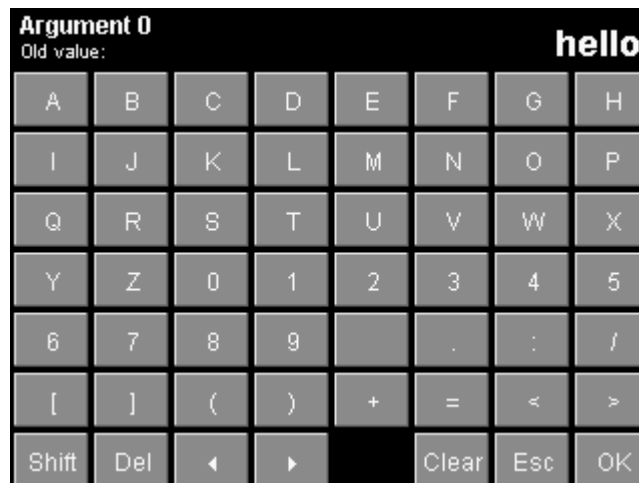 Argument 0
Old value:
hello
A B C D E F G H
I J K L M N O P
Q R S T U V W X
Y Z 0 1 2 3 4 5
6 7 8 9 . : /
[ ] ( ) + = < >
Shift Del ◂ ▸ Clear Esc OK